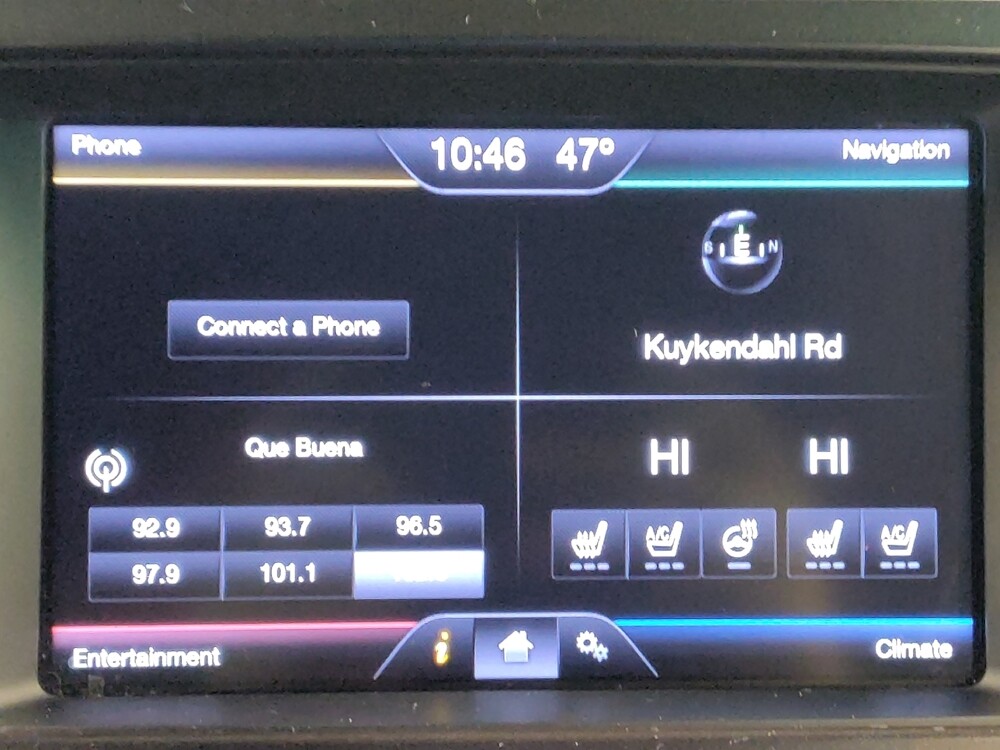 Phone
10:46 47°
Navigation
S E N
Connect a Phone
Kuykendahl Rd
Que Buena
HI HI
92.9 93.7 96.5
A/C A/C
97.9 101.1
Entertainment
i
Climate